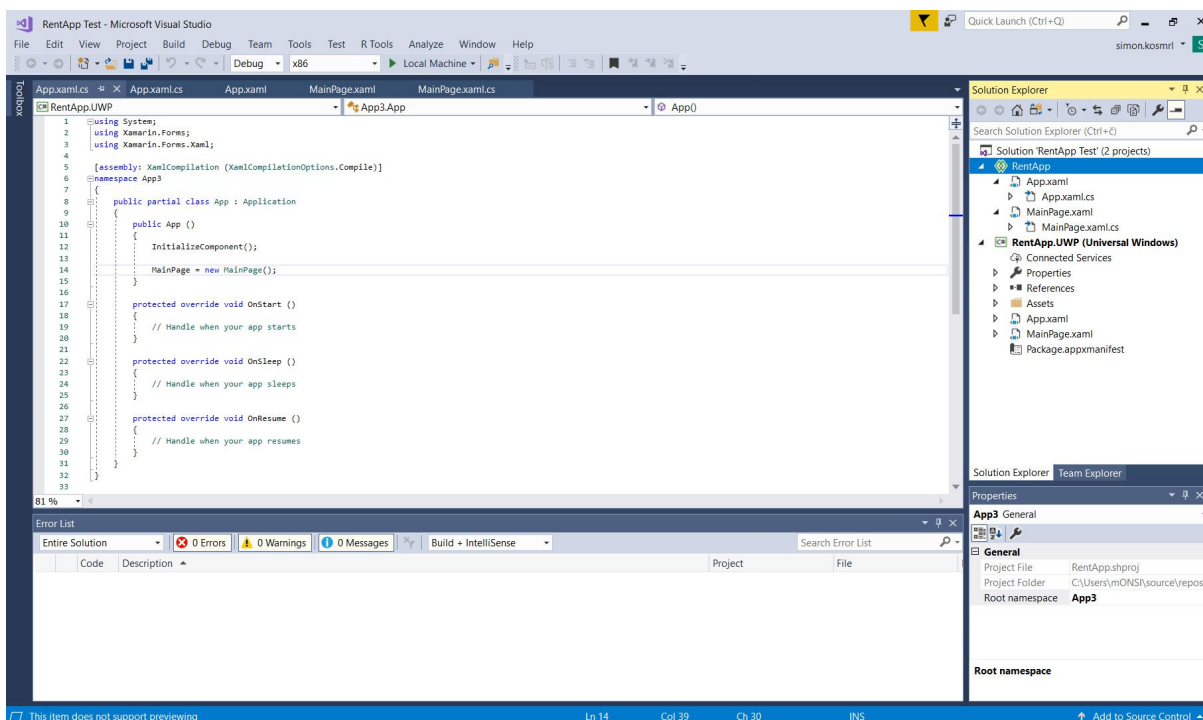 RentApp Test - Microsoft Visual Studio
Quick Launch (Ctrl+Q)
File Edit View Project Build Debug Team Tools Test R Tools Analyze Window Help
simon.kosmrl
S
Debug x86 Local Machine
Toolbox
App.xaml.cs App.xaml.cs App.xaml MainPage.xaml MainPage.xaml.cs
RentApp.UWP App3.App App()
1 using System;
2 using Xamarin.Forms;
3 using Xamarin.Forms.Xaml;
4
5 [assembly: XamlCompilation (XamlCompilationOptions.Compile)]
6 namespace App3
7 {
8 public partial class App : Application
9 {
10 public App ()
11 {
12 InitializeComponent();
13
14 MainPage = new MainPage();
15 }
16
17 protected override void OnStart ()
18 {
19 // Handle when your app starts
20 }
21
22 protected override void OnSleep ()
23 {
24 // Handle when your app sleeps
25 }
26
27 protected override void OnResume ()
28 {
29 // Handle when your app resumes
30 }
31 }
32 }
33
81 %
Error List
Entire Solution 0 Errors 0 Warnings 0 Messages Build + IntelliSense Search Error List
Code Description Project File
Solution Explorer
Search Solution Explorer (Ctrl+č)
Solution 'RentApp Test' (2 projects)
RentApp
App.xaml
App.xaml.cs
MainPage.xaml
MainPage.xaml.cs
RentApp.UWP (Universal Windows)
Connected Services
Properties
References
Assets
App.xaml
MainPage.xaml
Package.appxmanifest
Solution Explorer Team Explorer
Properties
App3 General
General
Project File RentApp.shproj
Project Folder C:\Users\mONSI\source\repos
Root namespace App3
Root namespace
This item does not support previewing Ln 14 Col 39 Ch 30 INS Add to Source Control